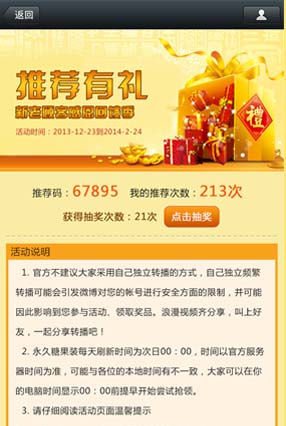 返回
推荐有礼
新老顾客感恩回馈季
活动时间：2013-12-23到2014-2-24
禮
推荐码：67895 我的推荐次数：213次
获得抽奖次数：21次 点击抽奖
活动说明
1. 官方不建议大家采用自己独立转播的方式，自己独立频繁
转播可能会引发微博对您的帐号进行安全方面的限制，并可能
因此影响到您参与活动、领取奖品。浪漫视频齐分享，叫上好
友，一起分享转播吧！
2. 永久糖果装每天刷新时间为次日00：00，时间以官方服务
器时间为准，可能与各位的本地时间有不一致，大家可以在你
的电脑时间显示00：00前提早开始尝试抢领。
3. 请仔细阅读活动页面温馨提示